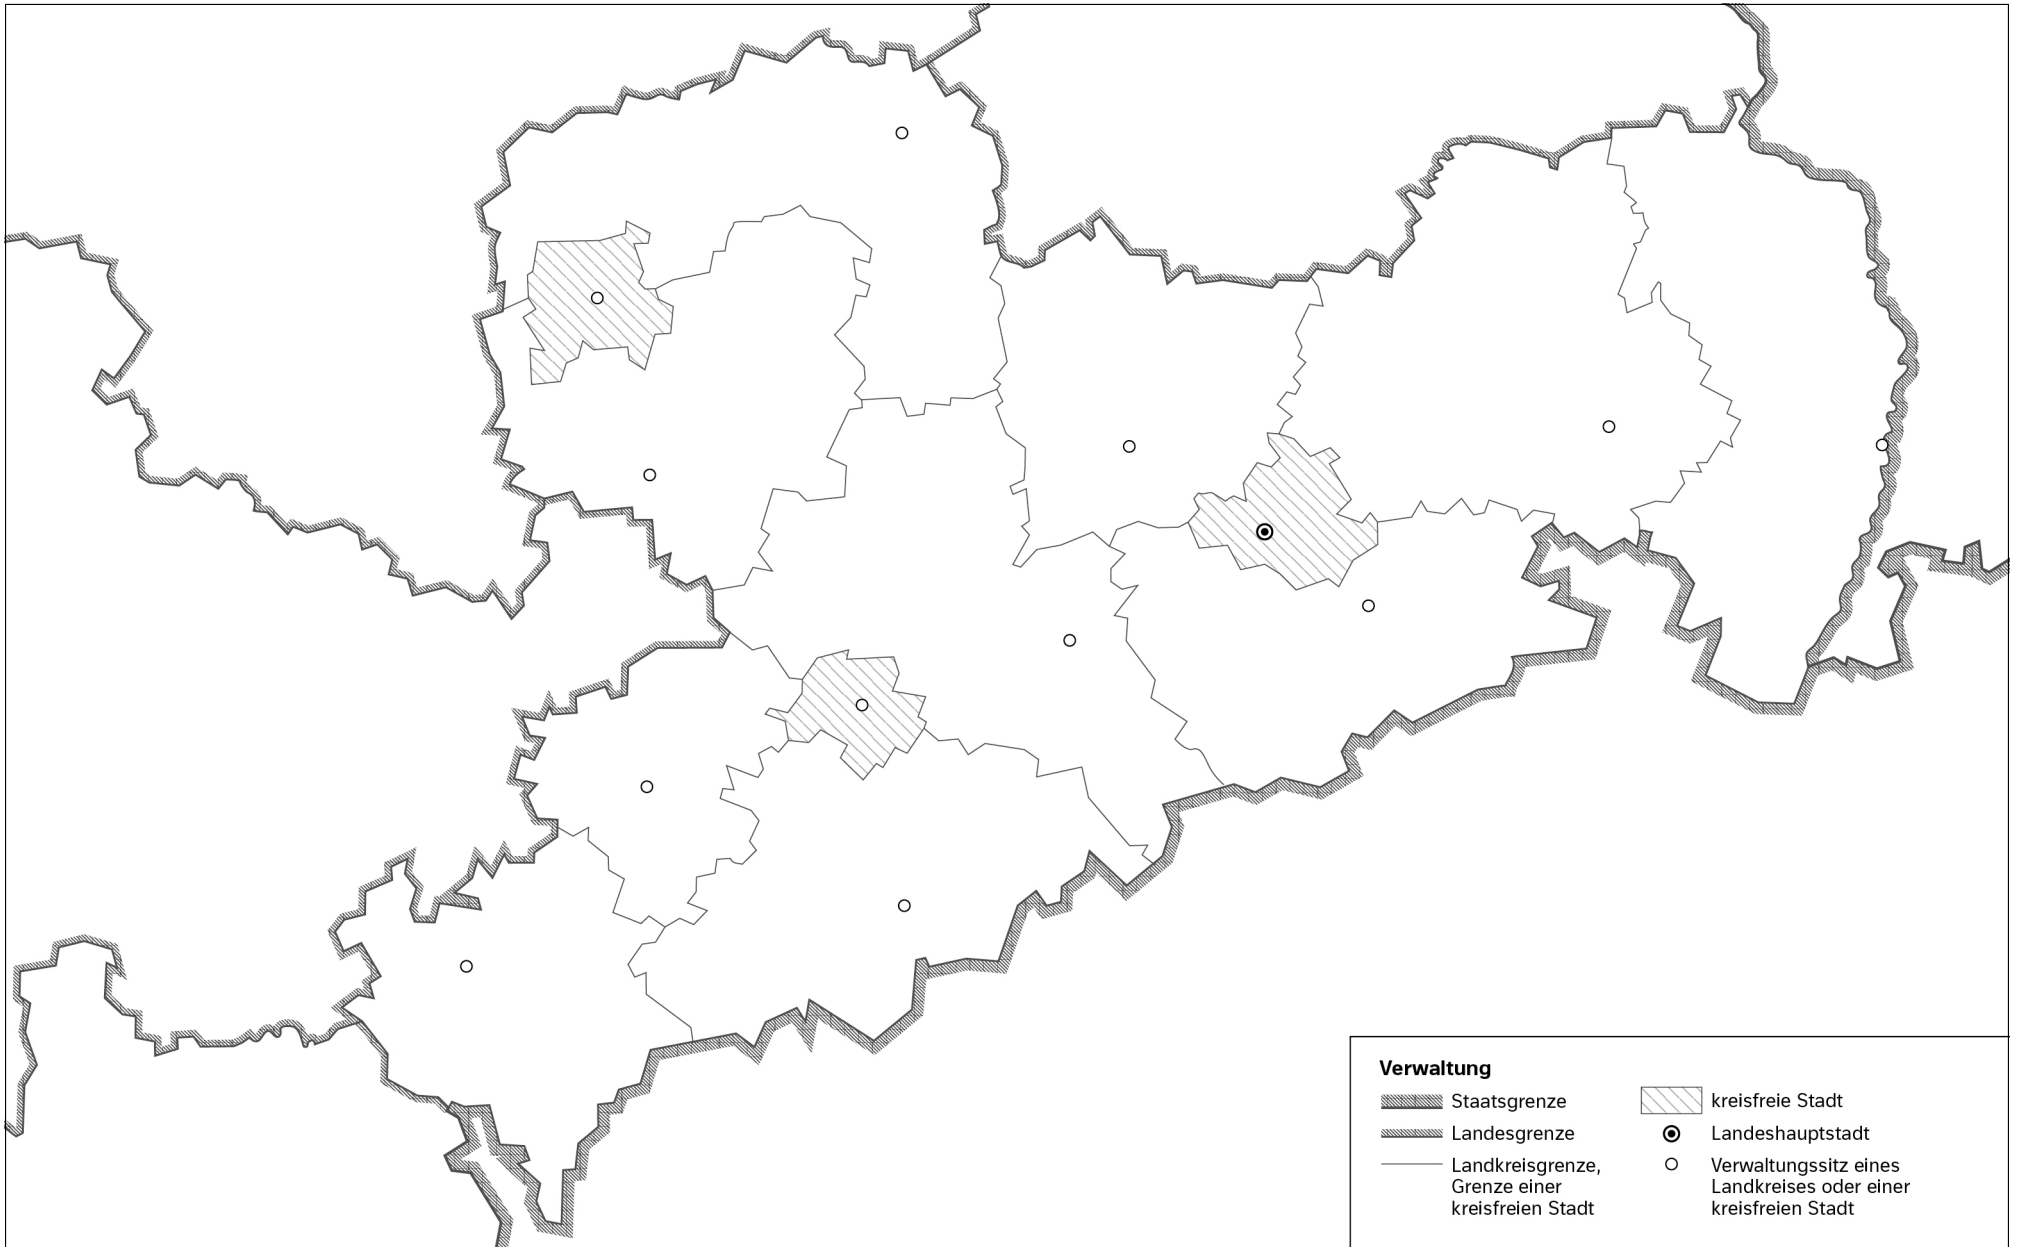 Verwaltung
Staatsgrenze
Landesgrenze
Landkreisgrenze,
Grenze einer
kreisfreien Stadt
kreisfreie Stadt
Landeshauptstadt
Verwaltungssitz eines
Landkreises oder einer
kreisfreien Stadt